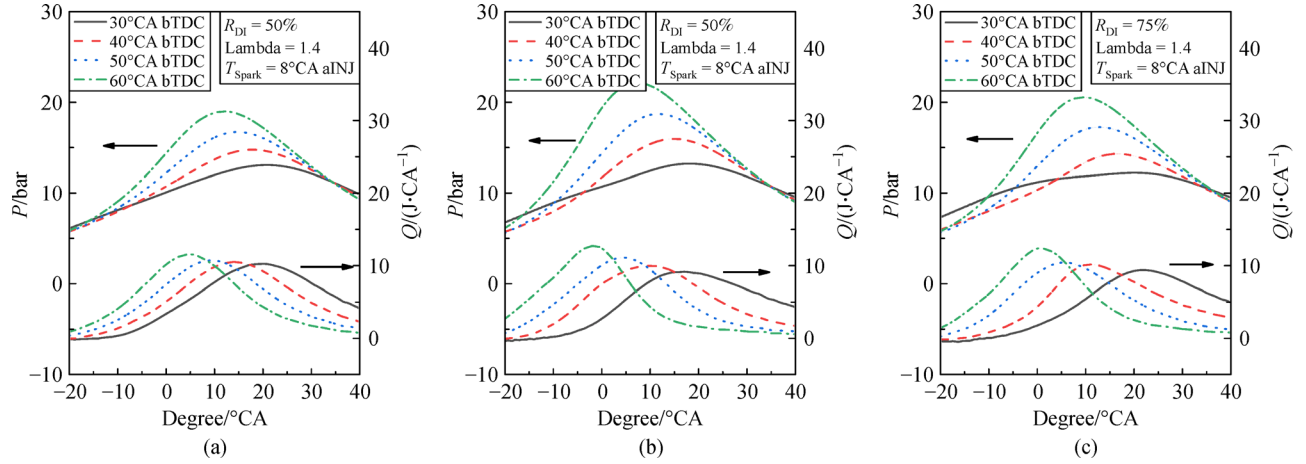 30°CA bTDC
40°CA bTDC
50°CA bTDC
60°CA bTDC
R_DI = 50%
Lambda = 1.4
T_Spark = 8°CA aINJ
30
20
10
0
−10
P/bar
40
30
20
10
0
Q/(J·CA⁻¹)
−20 −10 0 10 20 30 40
Degree/°CA
(a)
30°CA bTDC
40°CA bTDC
50°CA bTDC
60°CA bTDC
R_DI = 50%
Lambda = 1.4
T_Spark = 8°CA aINJ
30
20
10
0
−10
P/bar
40
30
20
10
0
Q/(J·CA⁻¹)
−20 −10 0 10 20 30 40
Degree/°CA
(b)
30°CA bTDC
40°CA bTDC
50°CA bTDC
60°CA bTDC
R_DI = 75%
Lambda = 1.4
T_Spark = 8°CA aINJ
30
20
10
0
−10
P/bar
40
30
20
10
0
Q/(J·CA⁻¹)
−20 −10 0 10 20 30 40
Degree/°CA
(c)